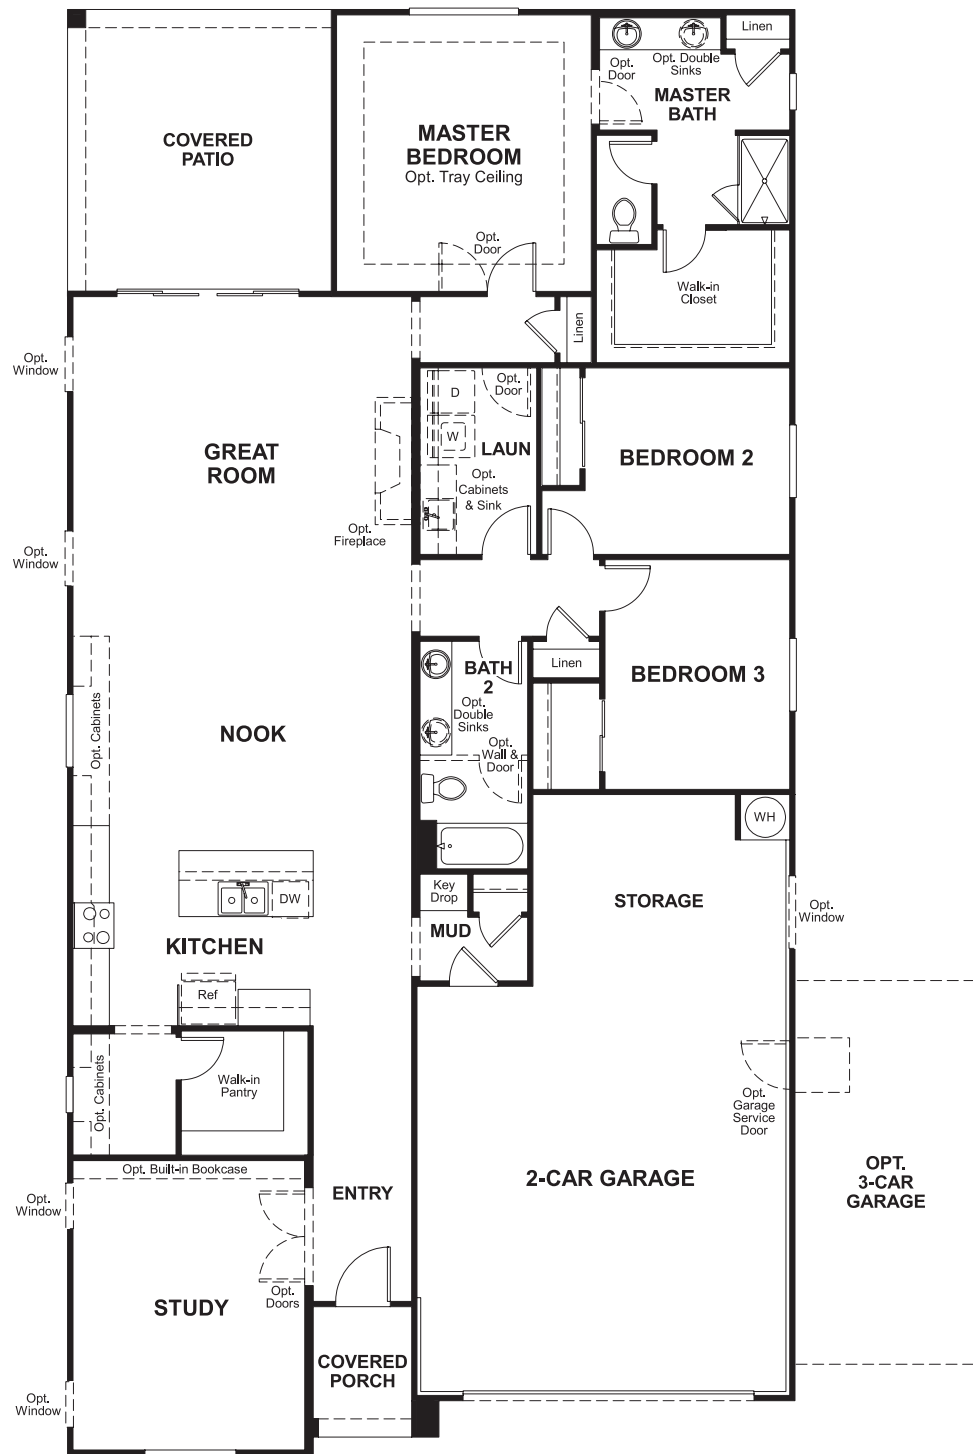 Linen
Opt.
Door
Opt. Double
Sinks
MASTER
BATH
COVERED
PATIO
MASTER
BEDROOM
Opt. Tray Ceiling
Opt.
Door
Walk-in
Closet
Linen
Opt.
Window
GREAT
ROOM
D
Opt.
Door
W
LAUN
Opt.
Cabinets
& Sink
BEDROOM 2
Opt.
Fireplace
Opt.
Window
Linen
BATH
2
Opt.
Double
Sinks
BEDROOM 3
Opt. Cabinets
NOOK
Opt.
Wall &
Door
WH
Key
Drop
STORAGE
DW
Opt.
Window
MUD
KITCHEN
Ref
Opt. Cabinets
Walk-in
Pantry
Opt.
Garage
Service
Door
Opt. Built-in Bookcase
2-CAR GARAGE
OPT.
3-CAR
GARAGE
Opt.
Window
ENTRY
Opt.
Doors
STUDY
COVERED
PORCH
Opt.
Window